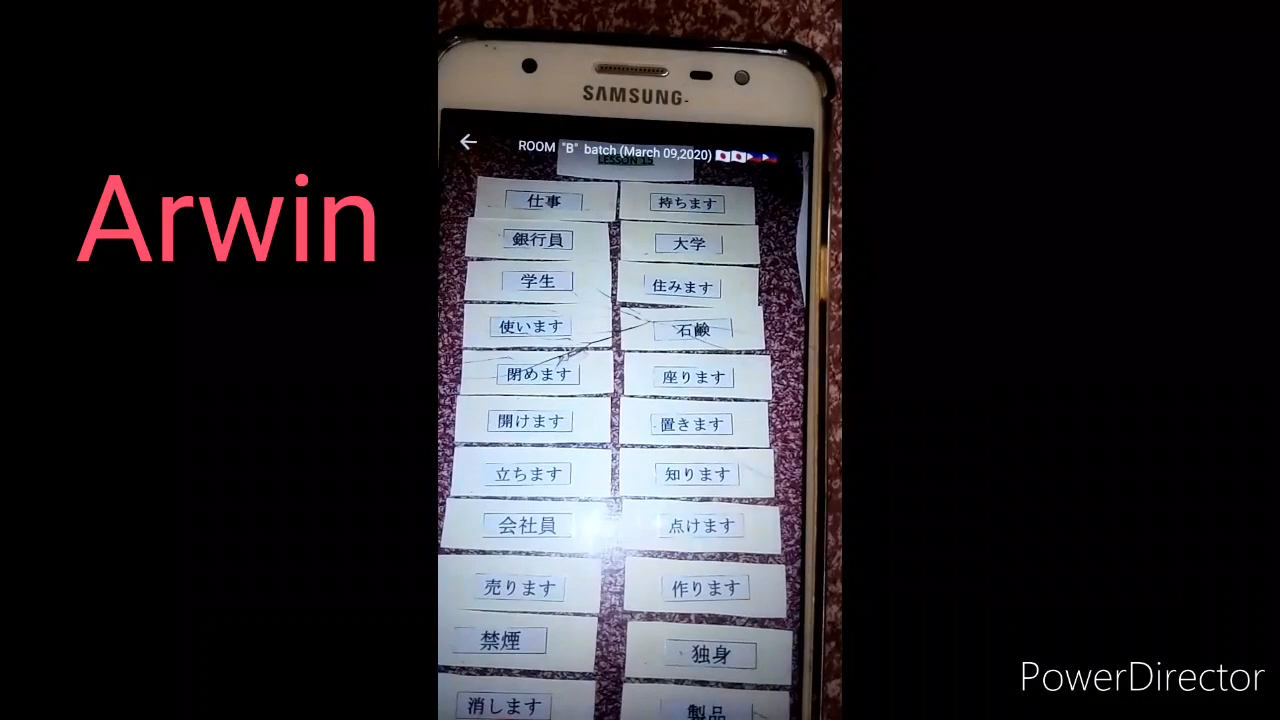 Arwin
SAMSUNG
ROOM "B" batch (March 09,2020)
LESSON 15
仕事 持ちます
銀行員 大学
学生 住みます
使います 石鹸
閉めます 座ります
開けます 置きます
立ちます 知ります
会社員 点けます
売ります 作ります
禁煙 独身
消します 製品
PowerDirector